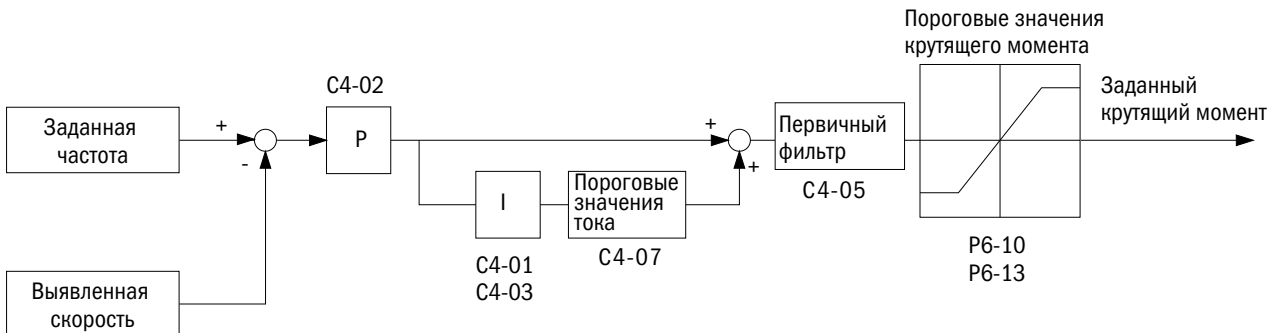 Пороговые значения
крутящего момента
C4-02
Заданный
крутящий момент
Заданная
частота
+
-
P
+
+
Первичный
фильтр
C4-05
I
Пороговые
значения
тока
C4-07
C4-01
C4-03
P6-10
P6-13
Выявленная
скорость